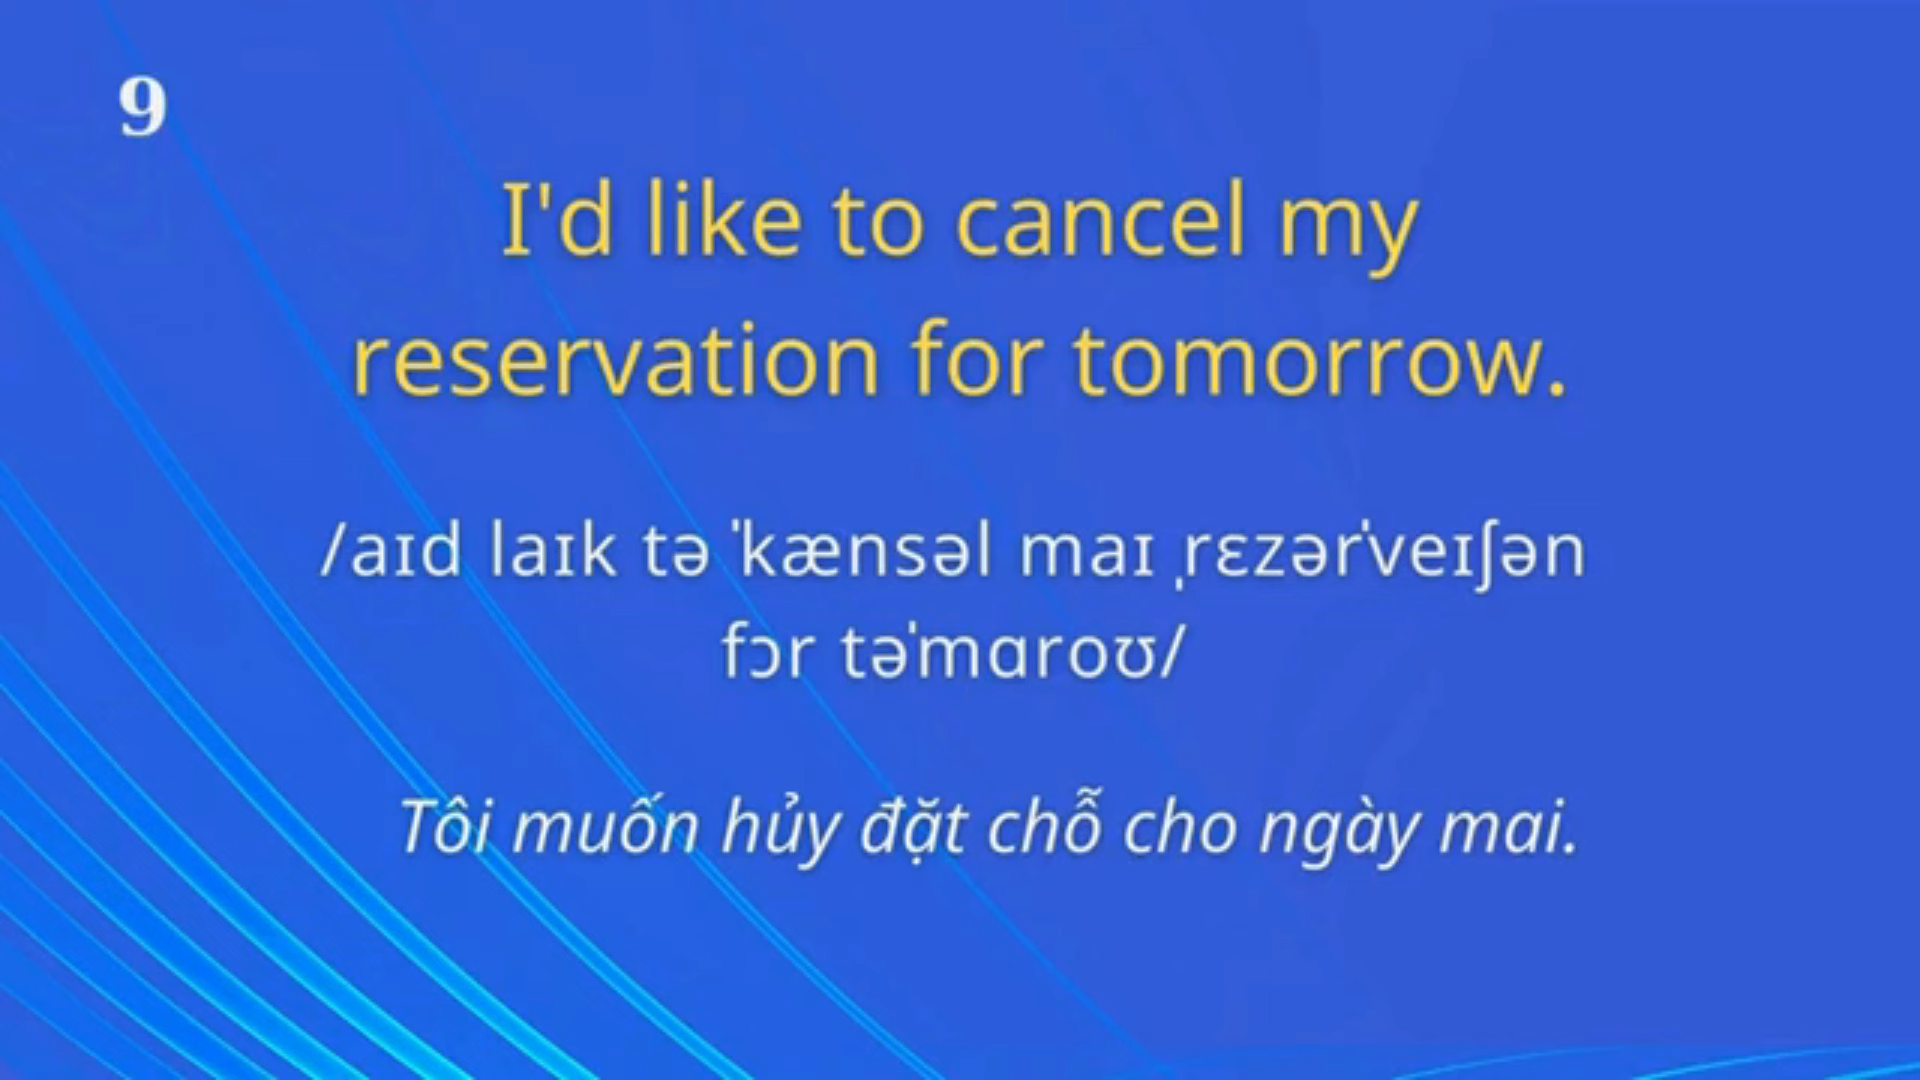 9
I'd like to cancel my
reservation for tomorrow.
/aɪd laɪk tə ˈkænsəl maɪ ˌrɛzərˈveɪʃən
fɔr təˈmɑroʊ/
Tôi muốn hủy đặt chỗ cho ngày mai.